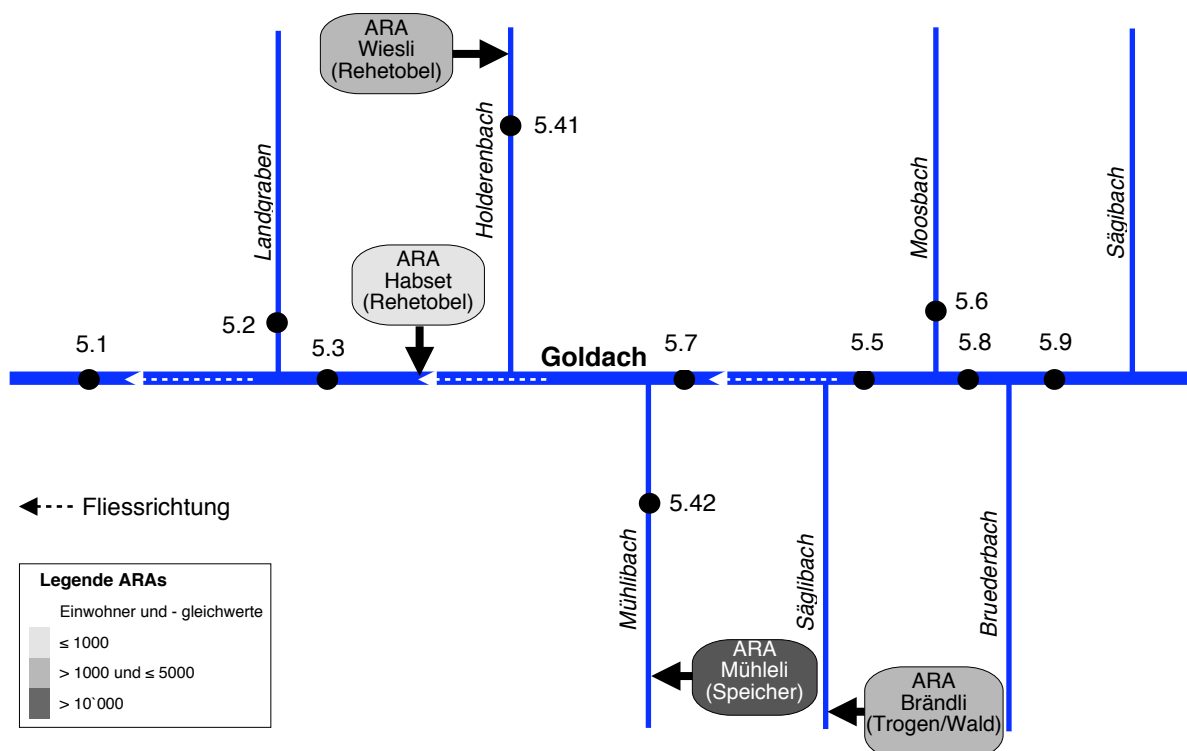 ARA
Wiesli
(Rehetobel)
5.41
Landgraben
Holderenbach
Moosbach
Sägibach
ARA
Habset
(Rehetobel)
5.2
5.6
5.1
5.3
Goldach
5.7
5.5
5.8
5.9
Fliessrichtung
5.42
Mühlibach
Säglibach
Bruederbach
Legende ARAs
Einwohner und - gleichwerte
≤ 1000
> 1000 und ≤ 5000
> 10`000
ARA
Mühleli
(Speicher)
ARA
Brändli
(Trogen/Wald)